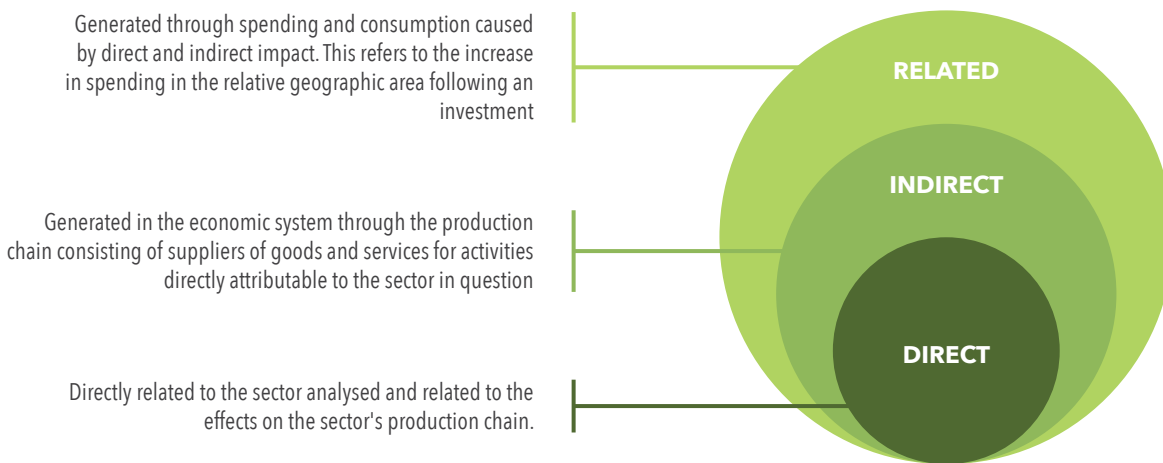 Generated through spending and consumption caused
by direct and indirect impact. This refers to the increase
in spending in the relative geographic area following an
investment
RELATED
Generated in the economic system through the production
chain consisting of suppliers of goods and services for activities
directly attributable to the sector in question
INDIRECT
Directly related to the sector analysed and related to the
effects on the sector's production chain.
DIRECT